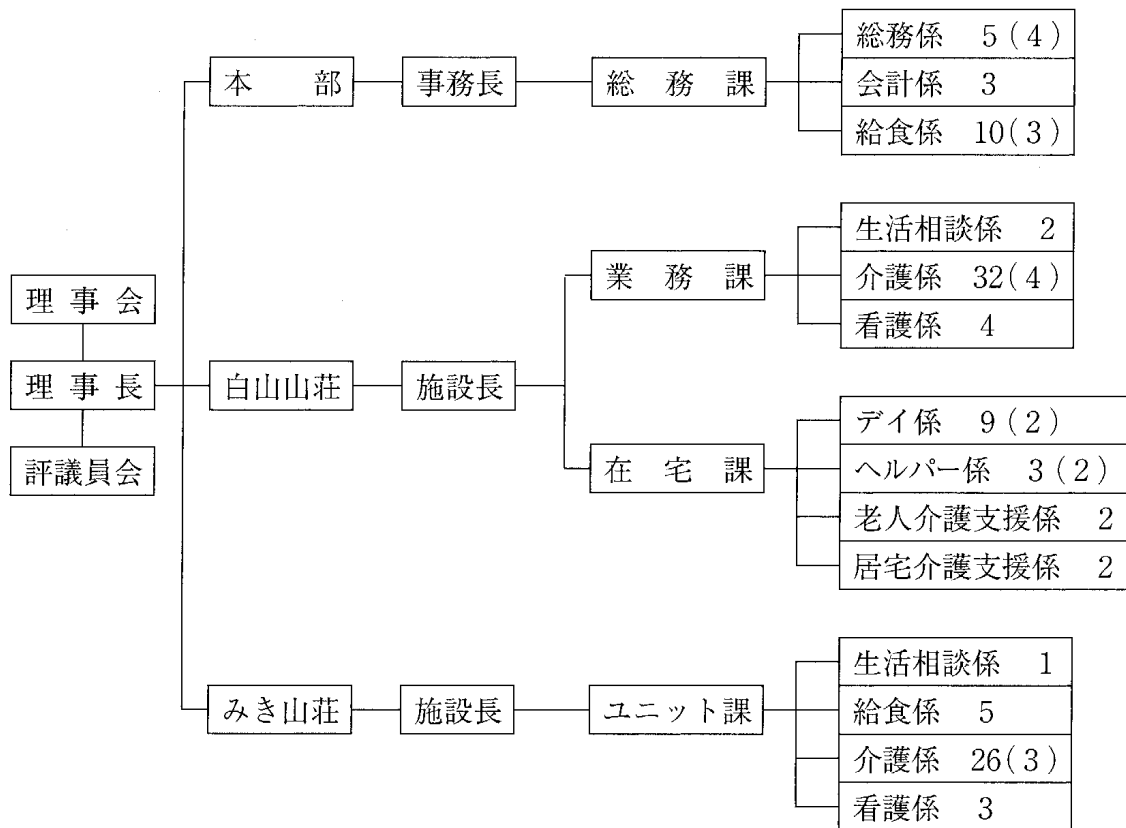 理事会
理事長
評議員会
本部
事務長
総務課
総務係 5(4)
会計係 3
給食係 10(3)
白山山荘
施設長
業務課
生活相談係 2
介護係 32(4)
看護係 4
在宅課
デイ係 9(2)
ヘルパー係 3(2)
老人介護支援係 2
居宅介護支援係 2
みき山荘
施設長
ユニット課
生活相談係 1
給食係 5
介護係 26(3)
看護係 3